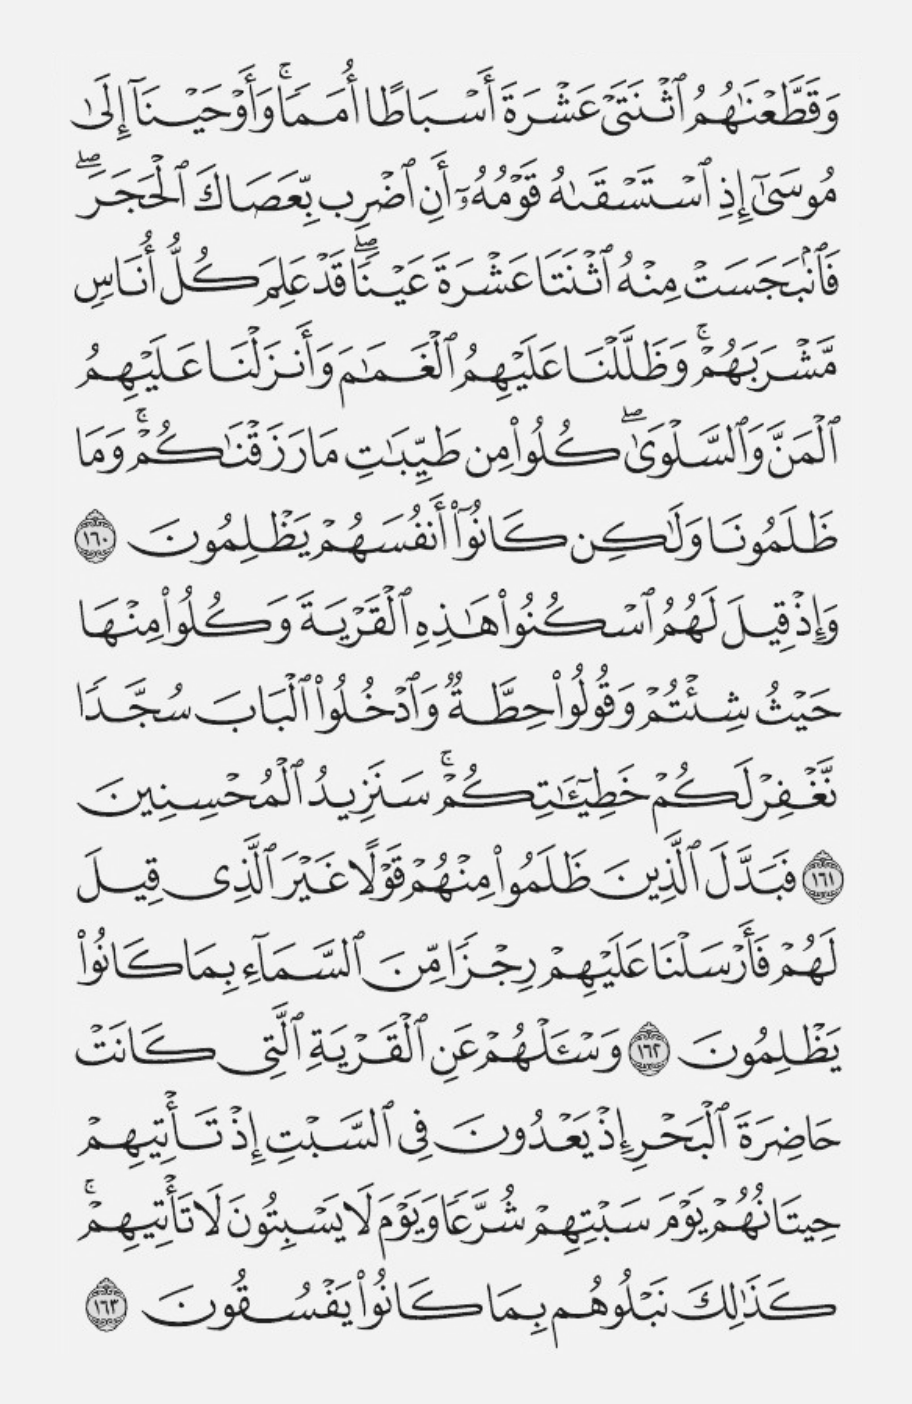 وَقَطَّعْنَٰهُمُ ٱثْنَتَىْ عَشْرَةَ أَسْبَاطًا أُمَمًا ۚ وَأَوْحَيْنَآ إِلَىٰ
مُوسَىٰٓ إِذِ ٱسْتَسْقَىٰهُ قَوْمُهُۥٓ أَنِ ٱضْرِب بِّعَصَاكَ ٱلْحَجَرَ ۖ
فَٱنۢبَجَسَتْ مِنْهُ ٱثْنَتَا عَشْرَةَ عَيْنًا ۖ قَدْ عَلِمَ كُلُّ أُنَاسٍ
مَّشْرَبَهُمْ ۚ وَظَلَّلْنَا عَلَيْهِمُ ٱلْغَمَٰمَ وَأَنزَلْنَا عَلَيْهِمُ
ٱلْمَنَّ وَٱلسَّلْوَىٰ ۖ كُلُوا۟ مِن طَيِّبَٰتِ مَا رَزَقْنَٰكُمْ ۚ وَمَا
ظَلَمُونَا وَلَٰكِن كَانُوٓا۟ أَنفُسَهُمْ يَظْلِمُونَ ١٦٠
وَإِذْ قِيلَ لَهُمُ ٱسْكُنُوا۟ هَٰذِهِ ٱلْقَرْيَةَ وَكُلُوا۟ مِنْهَا
حَيْثُ شِئْتُمْ وَقُولُوا۟ حِطَّةٌ وَٱدْخُلُوا۟ ٱلْبَابَ سُجَّدًا
نَّغْفِرْ لَكُمْ خَطِيٓـَٰٔتِكُمْ ۚ سَنَزِيدُ ٱلْمُحْسِنِينَ
١٦١ فَبَدَّلَ ٱلَّذِينَ ظَلَمُوا۟ مِنْهُمْ قَوْلًا غَيْرَ ٱلَّذِى قِيلَ
لَهُمْ فَأَرْسَلْنَا عَلَيْهِمْ رِجْزًا مِّنَ ٱلسَّمَآءِ بِمَا كَانُوا۟
يَظْلِمُونَ ١٦٢ وَسْـَٔلْهُمْ عَنِ ٱلْقَرْيَةِ ٱلَّتِى كَانَتْ
حَاضِرَةَ ٱلْبَحْرِ إِذْ يَعْدُونَ فِى ٱلسَّبْتِ إِذْ تَأْتِيهِمْ
حِيتَانُهُمْ يَوْمَ سَبْتِهِمْ شُرَّعًا وَيَوْمَ لَا يَسْبِتُونَ لَا تَأْتِيهِمْ ۚ
كَذَٰلِكَ نَبْلُوهُم بِمَا كَانُوا۟ يَفْسُقُونَ ١٦٣